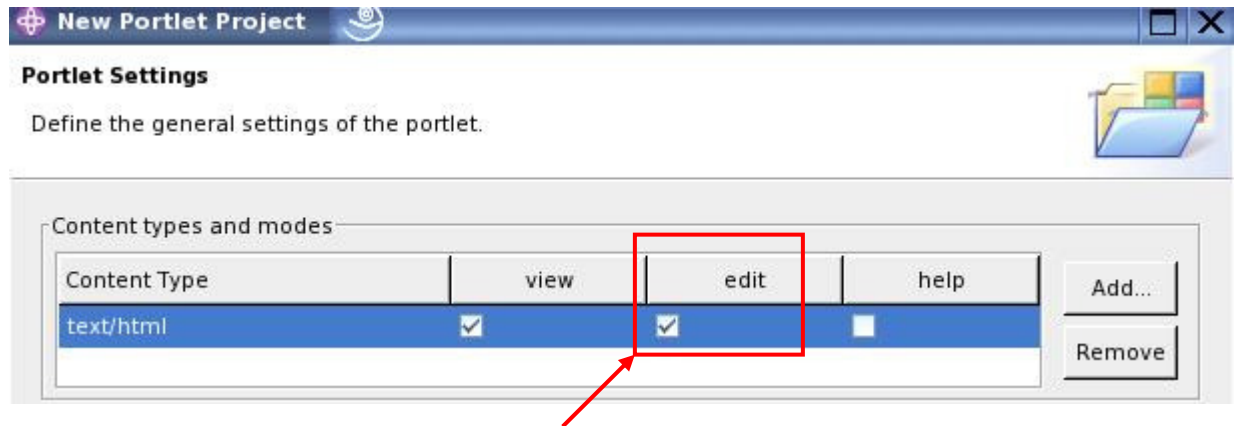 New Portlet Project
Portlet Settings
Define the general settings of the portlet.
Content types and modes
Content Type view edit help
Add...
text/html
Remove